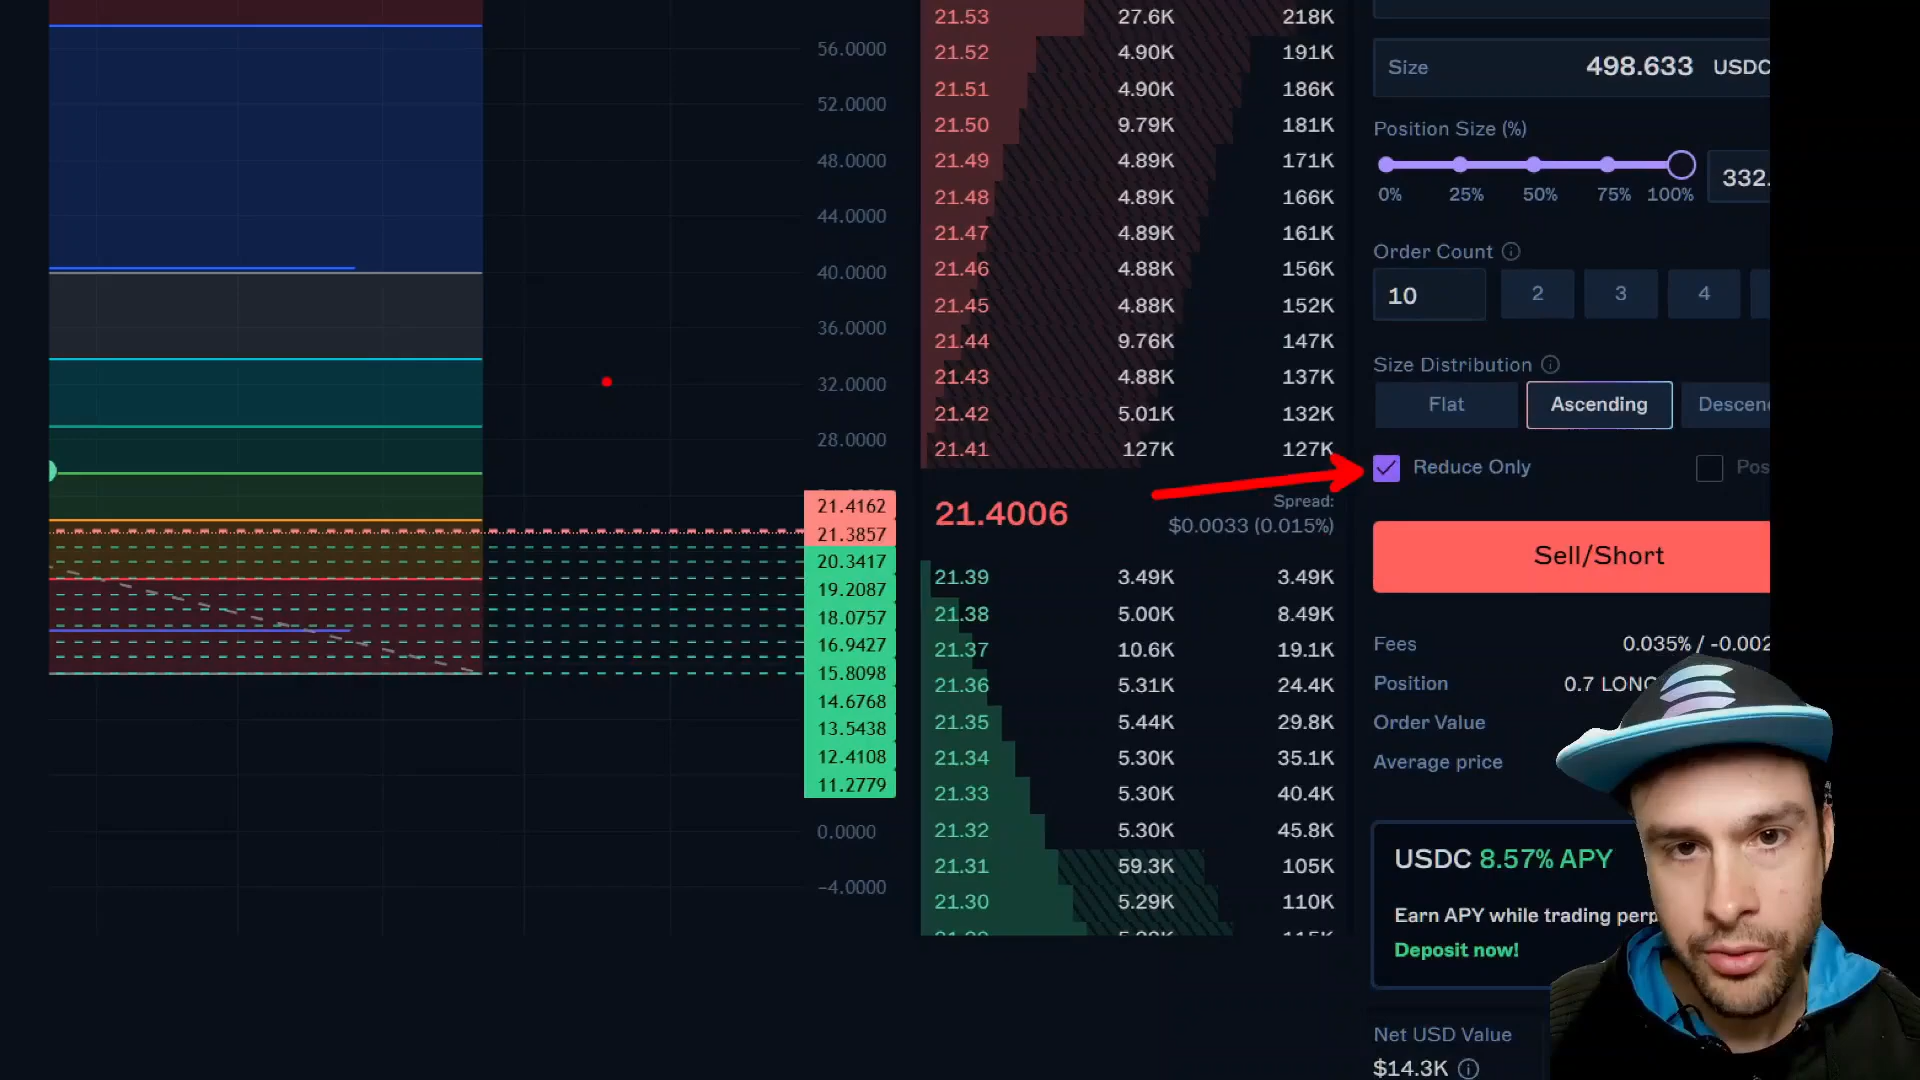 56.0000
52.0000
48.0000
44.0000
40.0000
36.0000
32.0000
28.0000
21.4162
21.3857
20.3417
19.2087
18.0757
16.9427
15.8098
14.6768
13.5438
12.4108
11.2779
0.0000
−4.0000
21.53 27.6K 218K
21.52 4.90K 191K
21.51 4.90K 186K
21.50 9.79K 181K
21.49 4.89K 171K
21.48 4.89K 166K
21.47 4.89K 161K
21.46 4.88K 156K
21.45 4.88K 152K
21.44 9.76K 147K
21.43 4.88K 137K
21.42 5.01K 132K
21.41 127K 127K
21.4006
Spread:
$0.0033 (0.015%)
21.39 3.49K 3.49K
21.38 5.00K 8.49K
21.37 10.6K 19.1K
21.36 5.31K 24.4K
21.35 5.44K 29.8K
21.34 5.30K 35.1K
21.33 5.30K 40.4K
21.32 5.30K 45.8K
21.31 59.3K 105K
21.30 5.29K 110K
Size 498.633 USDC
Position Size (%)
332.
0% 25% 50% 75% 100%
Order Count
10 2 3 4
Size Distribution
Flat Ascending Descen
Reduce Only Pos
Sell/Short
Fees 0.035% / -0.002
Position 0.7 LONG
Order Value
Average price
USDC 8.57% APY
Earn APY while trading perp
Deposit now!
Net USD Value
$14.3K